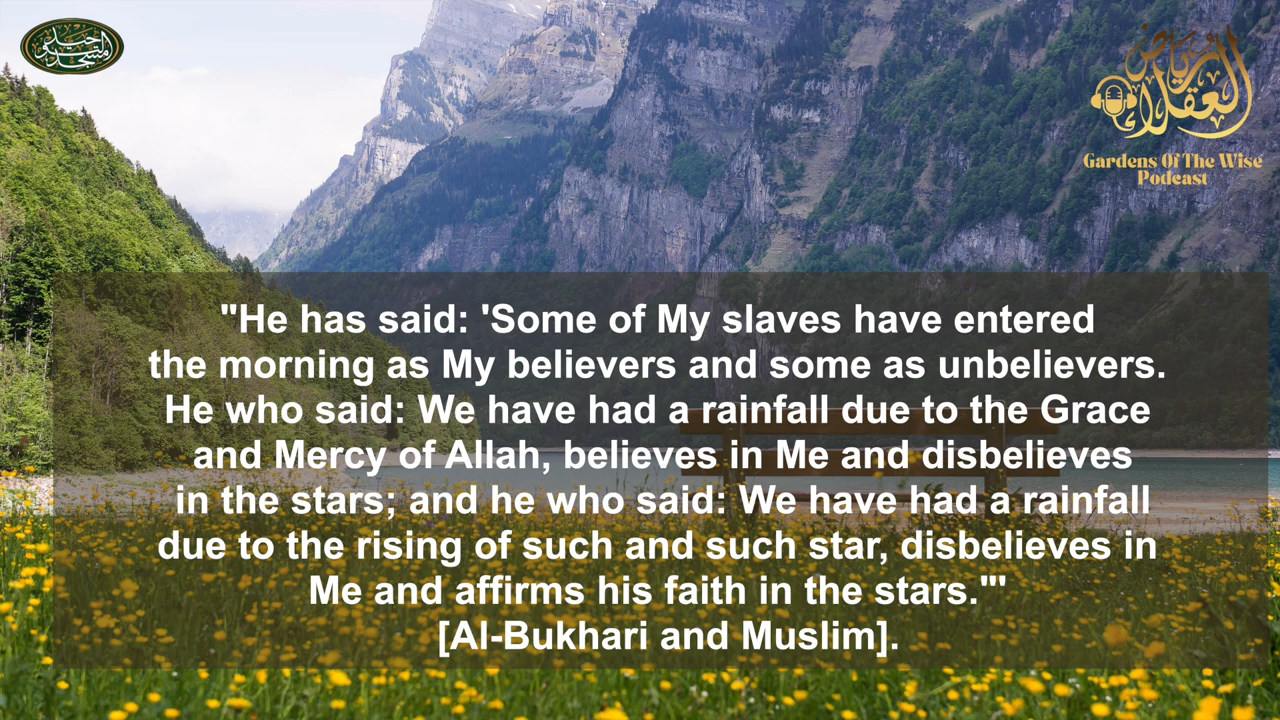 رياض
العقلاء
Gardens Of The Wise
Podcast
"He has said: 'Some of My slaves have entered
the morning as My believers and some as unbelievers.
He who said: We have had a rainfall due to the Grace
and Mercy of Allah, believes in Me and disbelieves
in the stars; and he who said: We have had a rainfall
due to the rising of such and such star, disbelieves in
Me and affirms his faith in the stars."'
[Al-Bukhari and Muslim].